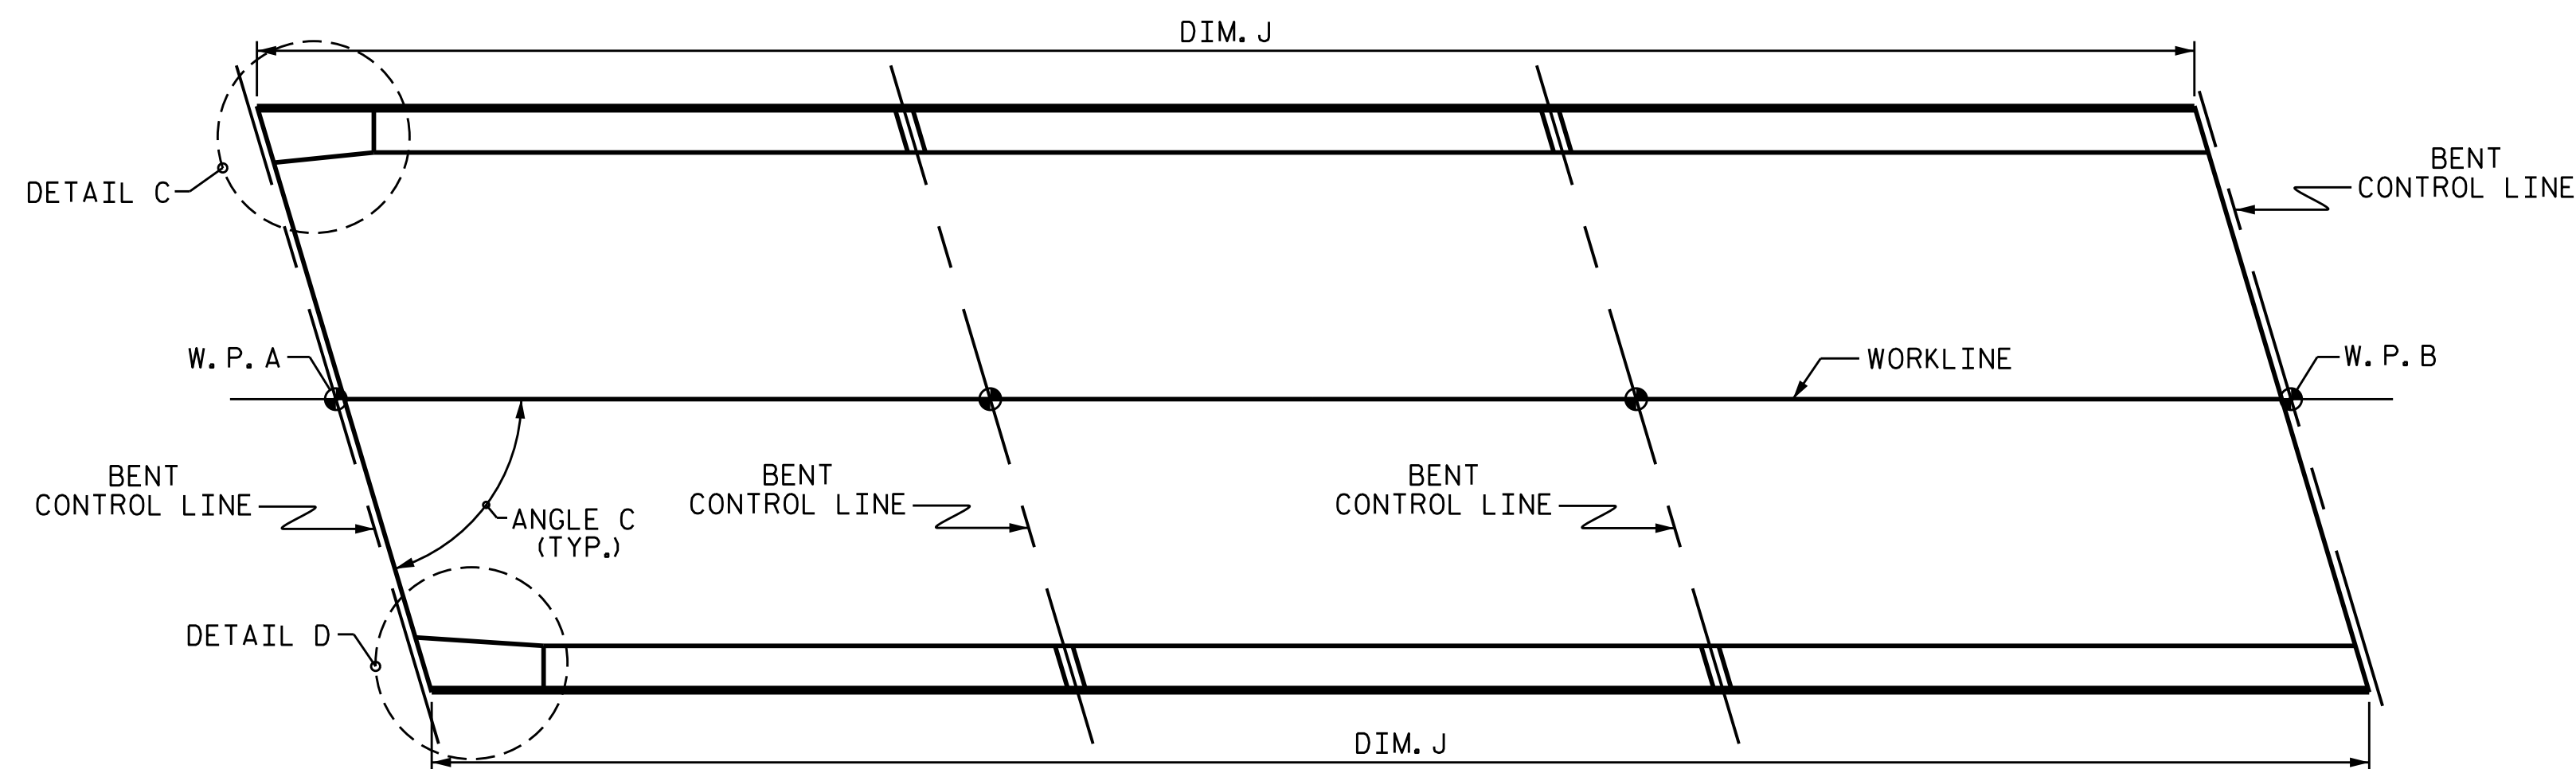 DIM. J
DETAIL C
BENT
CONTROL LINE
W.P. A
WORKLINE
W.P. B
BENT
CONTROL LINE
ANGLE C
(TYP.)
BENT
CONTROL LINE
BENT
CONTROL LINE
DETAIL D
DIM. J